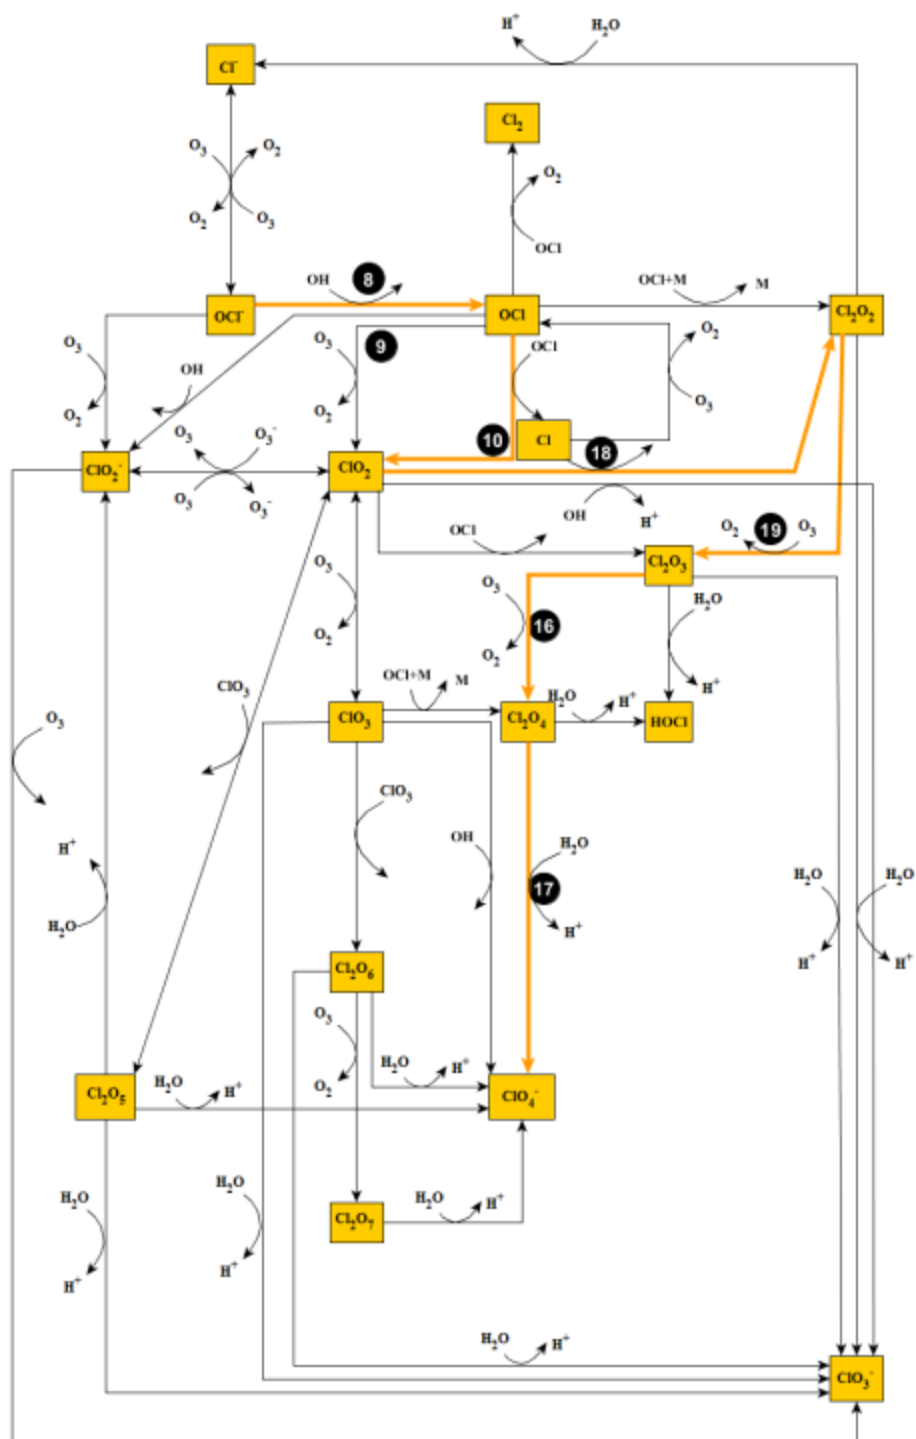 H⁺ H₂O
Cl⁻
Cl₂
O₃ O₂
O₂
O₂ O₃
OCl
OH 8 OCl+M M
OCl⁻ OCl Cl₂O₂
O₃ O₃ 9 OCl O₂
OH
O₂ O₂ O₃
O₃ O₃⁻ 10 Cl 18
ClO₂⁻ ClO₂
O₃ O₃⁻ OH H⁺
OCl O₂ 19 O₃
O₃ Cl₂O₃
O₃ H₂O
O₂ O₂ 16
ClO₃ OCl+M M H₂O H⁺ H⁺
O₃ ClO₃ Cl₂O₄ HOCl
ClO₃
H⁺ OH H₂O
17 H₂O H₂O
H₂O H⁺
H⁺ H⁺
Cl₂O₆
O₃
H₂O H⁺
O₂
Cl₂O₅ H₂O H⁺ ClO₄⁻
H₂O H₂O H₂O H⁺
Cl₂O₇
H⁺ H⁺
H₂O H⁺
ClO₃⁻